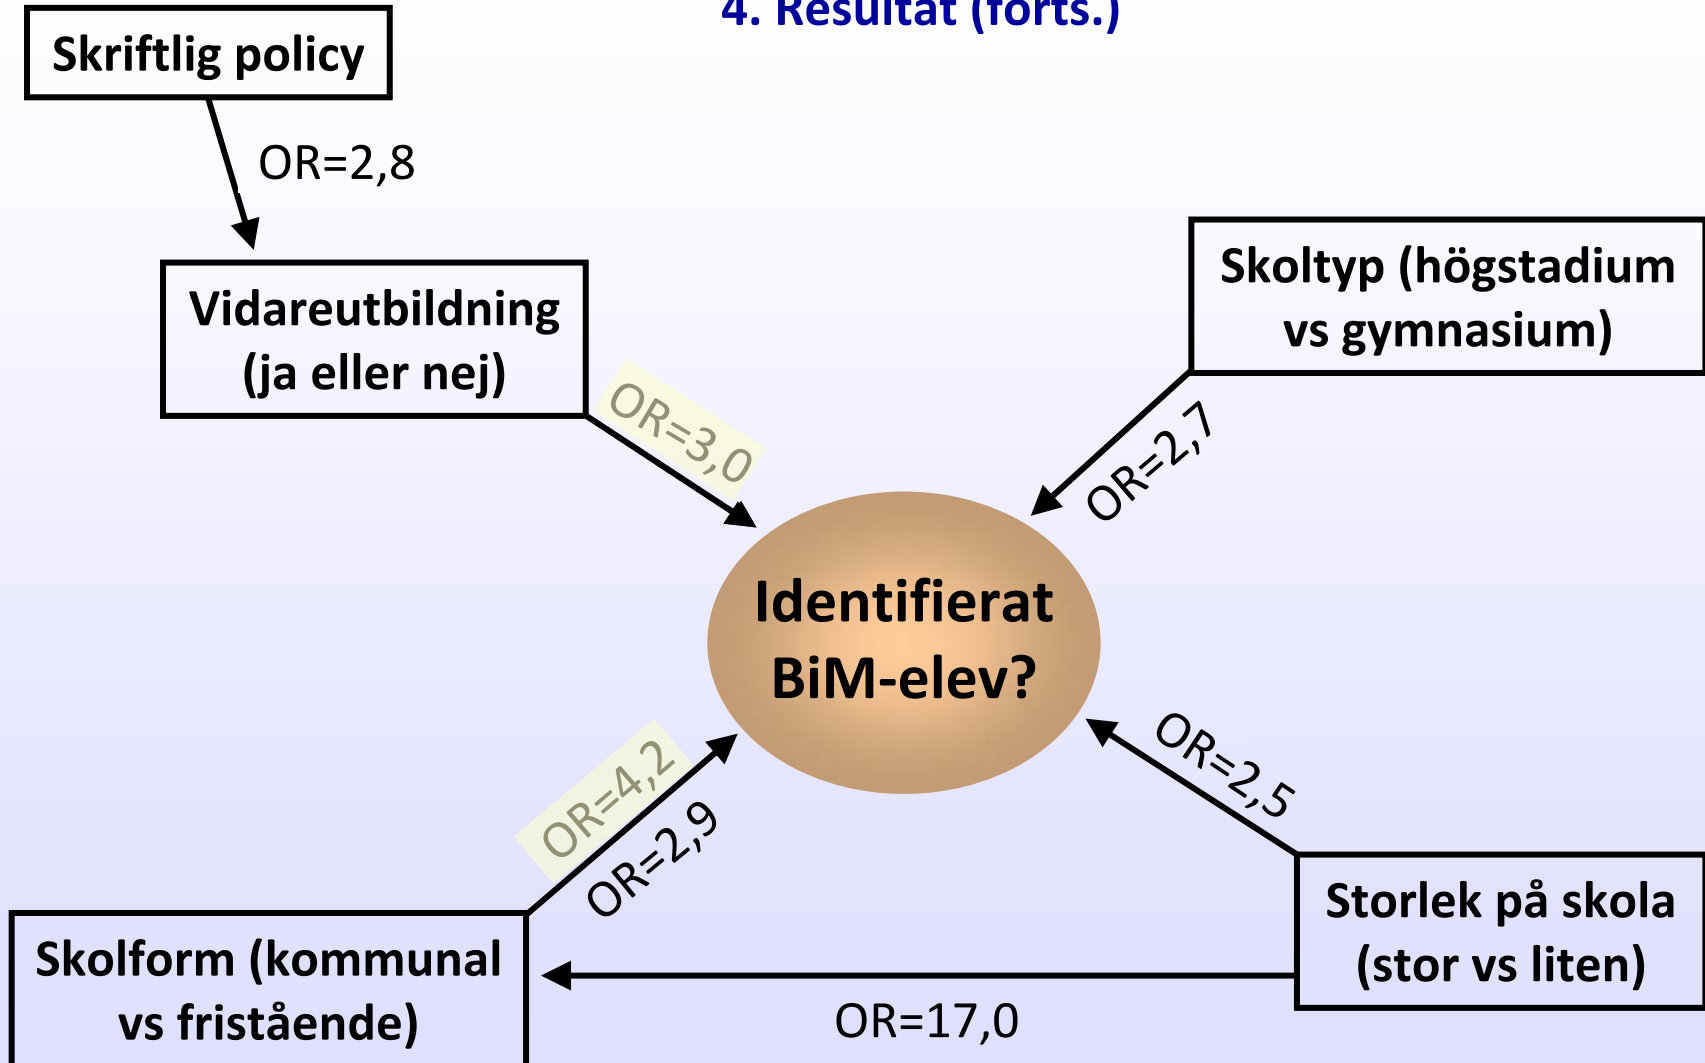 4. Resultat (forts.)
Skriftlig policy
OR=2,8
Vidareutbildning
(ja eller nej)
OR=3,0
Skoltyp (högstadium
vs gymnasium)
OR=2,7
Identifierat
BiM-elev?
OR=4,2
OR=2,9
OR=2,5
Skolform (kommunal
vs fristående)
Storlek på skola
(stor vs liten)
OR=17,0